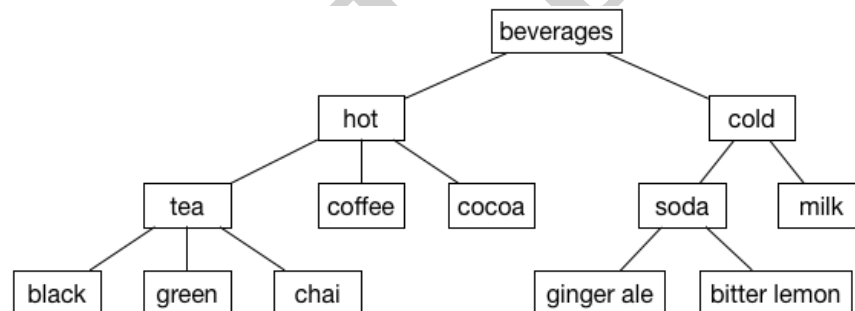 beverages
hot cold
tea coffee cocoa soda milk
black green chai ginger ale bitter lemon